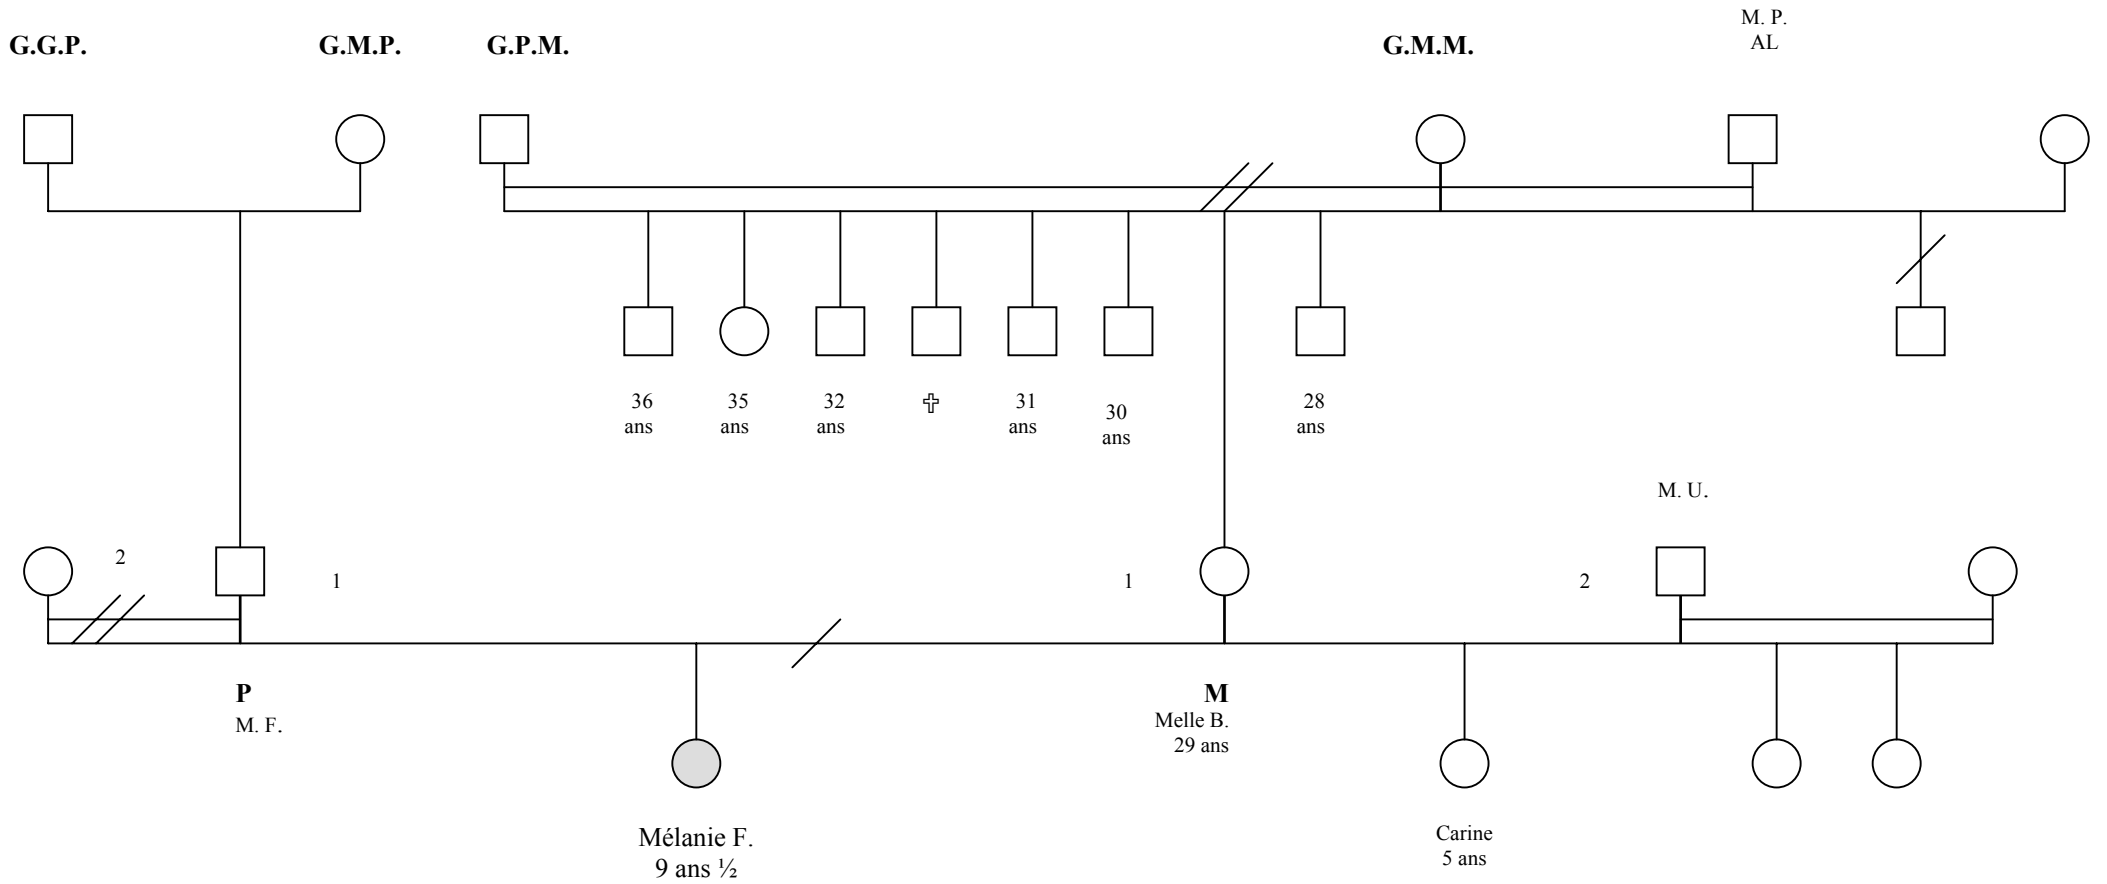 M. P.
AL
G.G.P.
G.M.P.
G.P.M.
G.M.M.
36
ans
35
ans
32
ans
✞
31
ans
30
ans
28
ans
M. U.
2
1
1
2
P
M. F.
M
Melle B.
29 ans
Mélanie F.
9 ans ½
Carine
5 ans